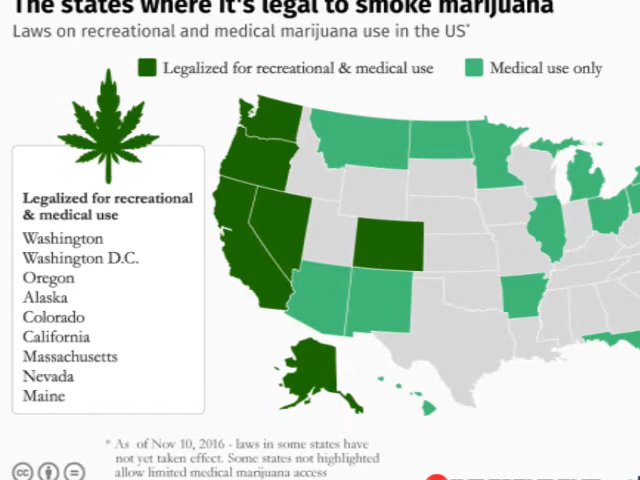 The states where it's legal to smoke marijuana
Laws on recreational and medical marijuana use in the US*
Legalized for recreational & medical use
Medical use only
Legalized for recreational
& medical use
Washington
Washington D.C.
Oregon
Alaska
Colorado
California
Massachusetts
Nevada
Maine
* As of Nov 10, 2016 - laws in some states have
not yet taken effect. Some states not highlighted
allow limited medical marijuana access
cc